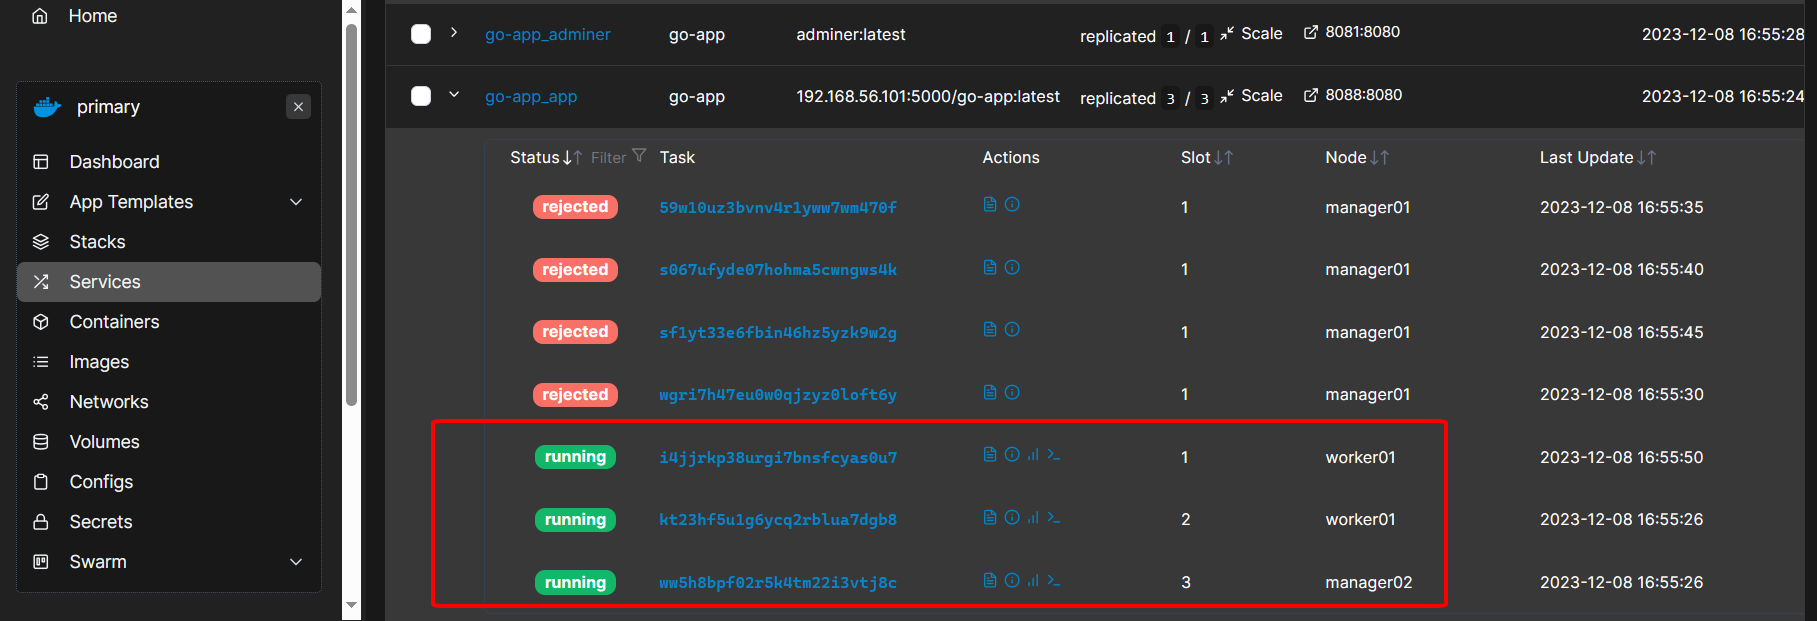 Home
primary
Dashboard
App Templates
Stacks
Services
Containers
Images
Networks
Volumes
Configs
Secrets
Swarm
go-app_adminer go-app adminer:latest replicated 1 / 1 Scale 8081:8080 2023-12-08 16:55:28
go-app_app go-app 192.168.56.101:5000/go-app:latest replicated 3 / 3 Scale 8088:8080 2023-12-08 16:55:24
Status Filter Task Actions Slot Node Last Update
rejected 59w10uz3bvnv4r1yww7wm470f 1 manager01 2023-12-08 16:55:35
rejected s067ufyde07hohma5cwngws4k 1 manager01 2023-12-08 16:55:40
rejected sf1yt33e6fbin46hz5yzk9w2g 1 manager01 2023-12-08 16:55:45
rejected wgri7h47eu0w0qjzyz0loft6y 1 manager01 2023-12-08 16:55:30
running i4jjrkp38urgi7bnsfcyas0u7 1 worker01 2023-12-08 16:55:50
running kt23hf5u1g6ycq2rblua7dgb8 2 worker01 2023-12-08 16:55:26
running ww5h8bpf02r5k4tm22i3vtj8c 3 manager02 2023-12-08 16:55:26